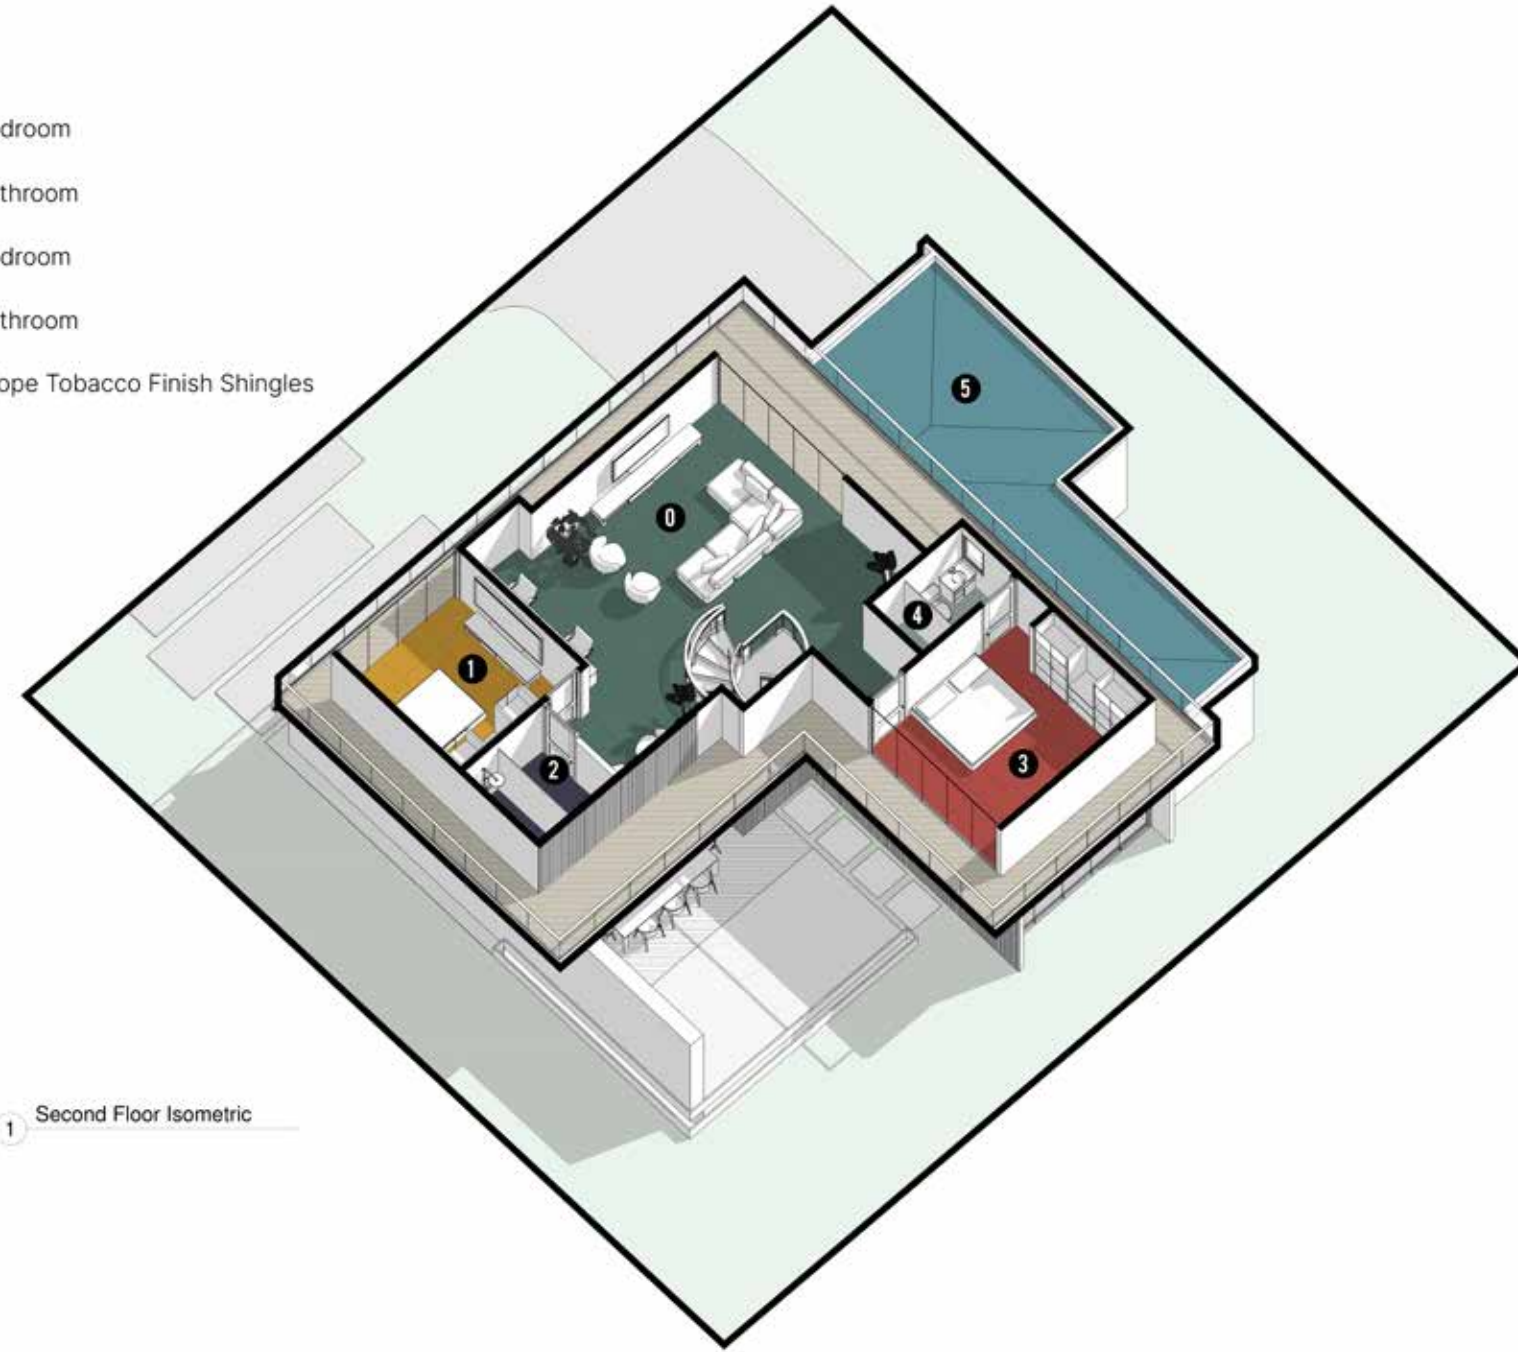 droom
throom
droom
throom
ope Tobacco Finish Shingles
5
0
4
1
3
2
1 Second Floor Isometric